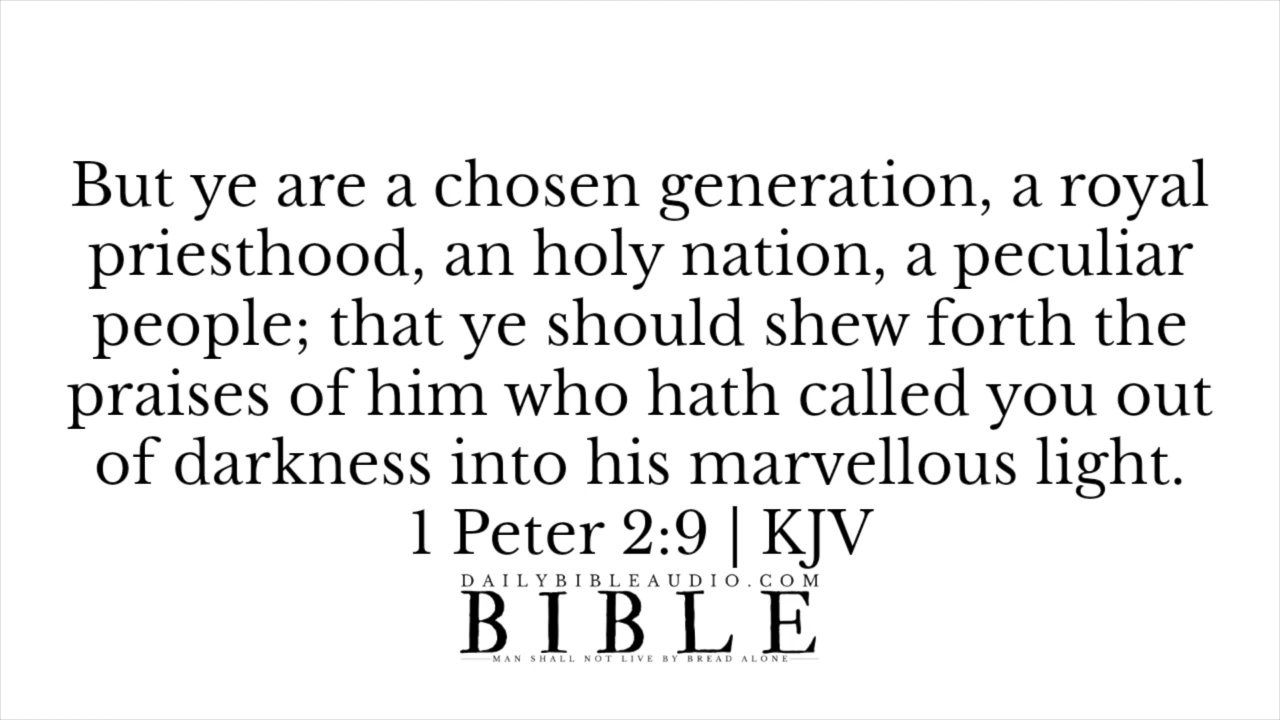 But ye are a chosen generation, a royal
priesthood, an holy nation, a peculiar
people; that ye should shew forth the
praises of him who hath called you out
of darkness into his marvellous light.
1 Peter 2:9 | KJV
DAILYBIBLEAUDIO.COM
BIBLE
MAN SHALL NOT LIVE BY BREAD ALONE